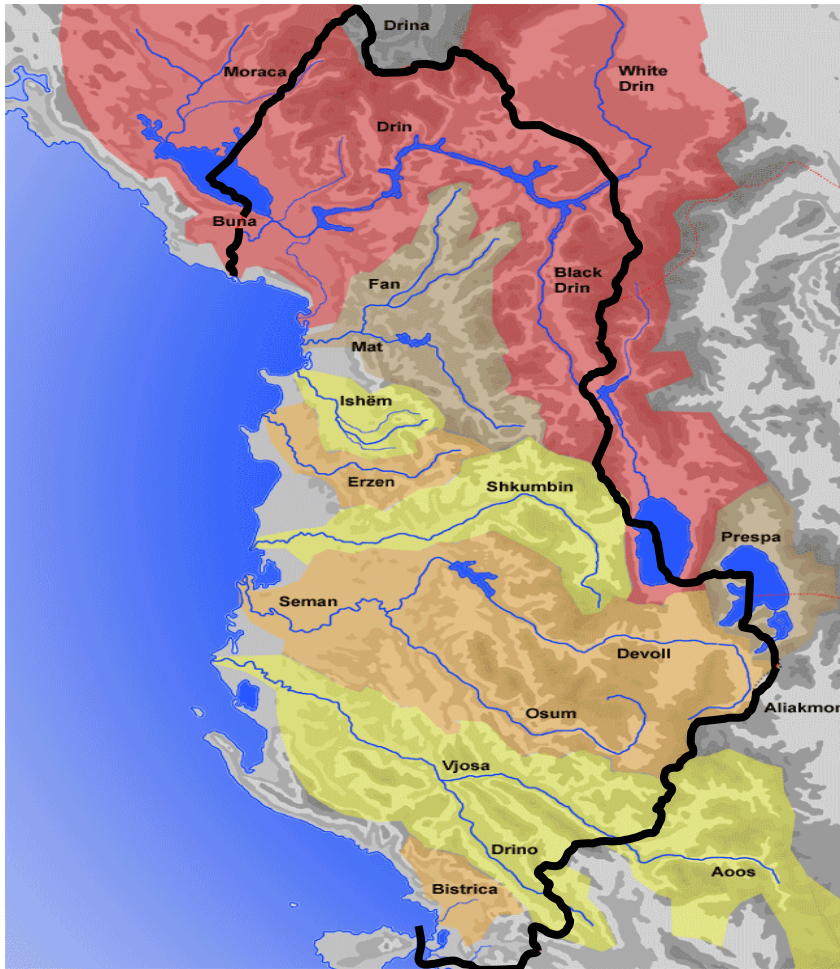 Drina
Moraca
White
Drin
Drin
Buna
Black
Drin
Fan
Mat
Ishëm
Erzen
Shkumbin
Prespa
Seman
Devoll
Aliakmon
Osum
Vjosa
Drino
Aoos
Bistrica